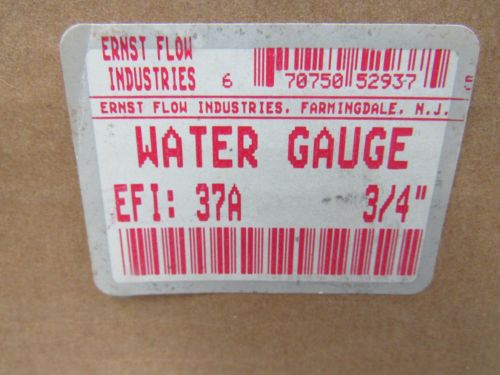 ERNST FLOW
INDUSTRIES 6 70750 52937
ERNST FLOW INDUSTRIES. FARMINGDALE, N.J.
WATER GAUGE
EFI: 37A 3/4"